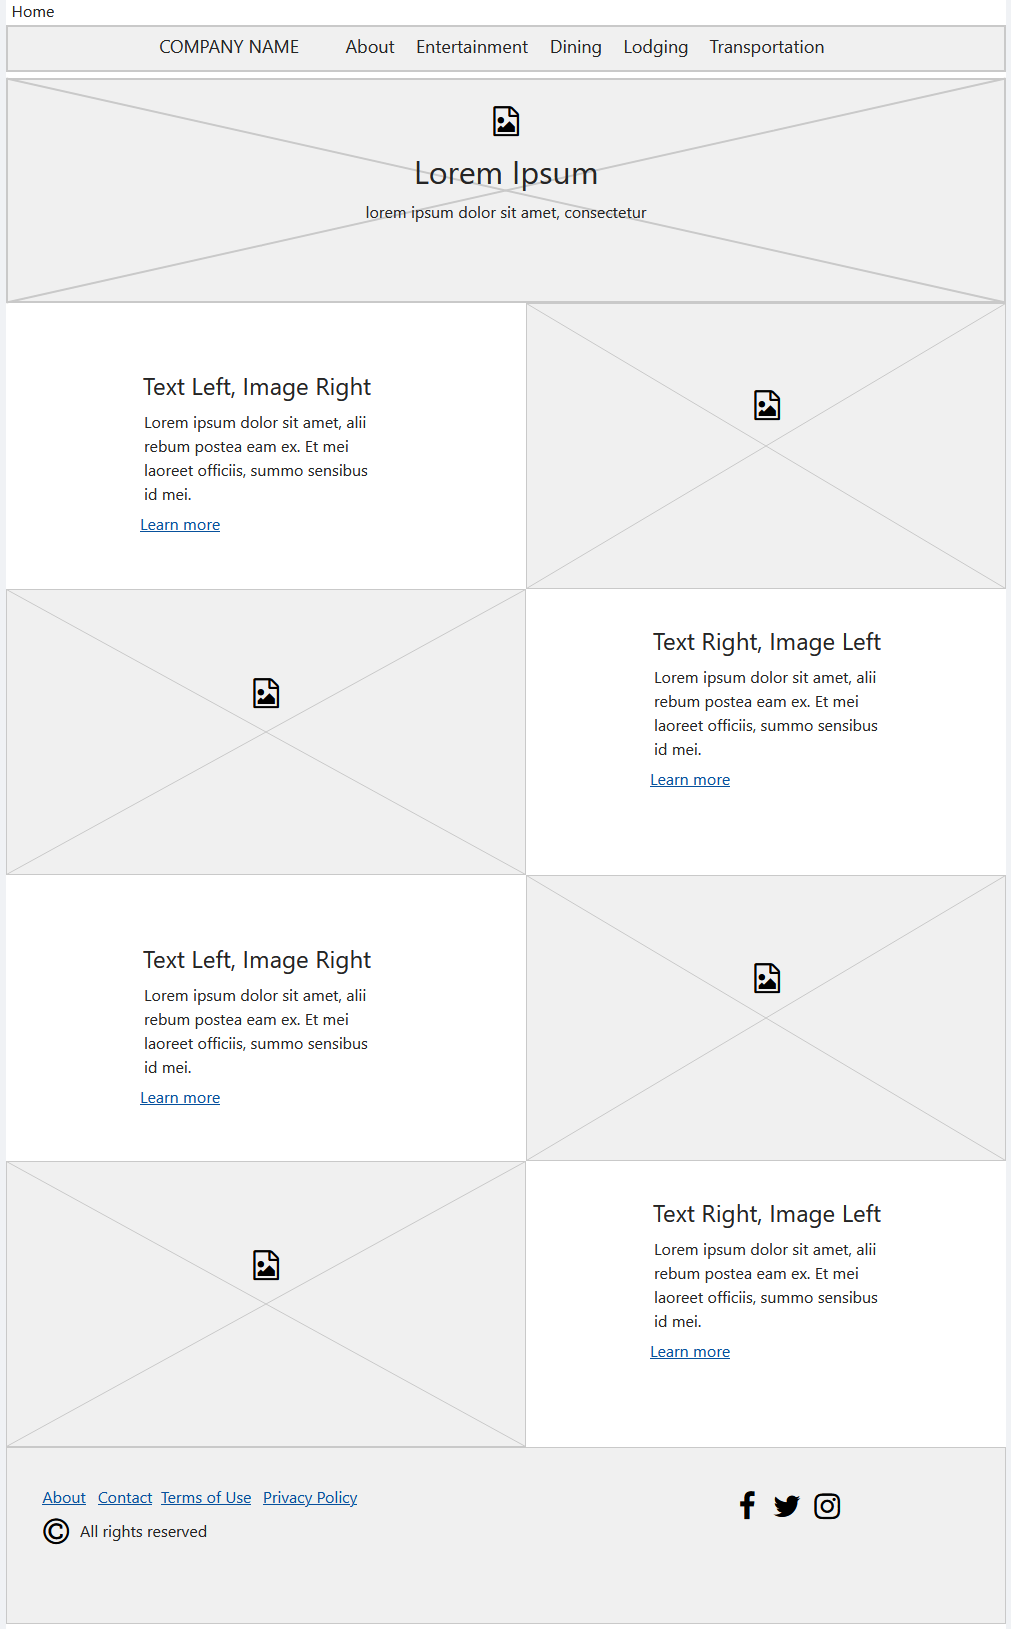 Home
COMPANY NAME About Entertainment Dining Lodging Transportation
Lorem Ipsum
lorem ipsum dolor sit amet, consectetur
Text Left, Image Right
Lorem ipsum dolor sit amet, alii
rebum postea eam ex. Et mei
laoreet officiis, summo sensibus
id mei.
Learn more
Text Right, Image Left
Lorem ipsum dolor sit amet, alii
rebum postea eam ex. Et mei
laoreet officiis, summo sensibus
id mei.
Learn more
Text Left, Image Right
Lorem ipsum dolor sit amet, alii
rebum postea eam ex. Et mei
laoreet officiis, summo sensibus
id mei.
Learn more
Text Right, Image Left
Lorem ipsum dolor sit amet, alii
rebum postea eam ex. Et mei
laoreet officiis, summo sensibus
id mei.
Learn more
About Contact Terms of Use Privacy Policy
© All rights reserved